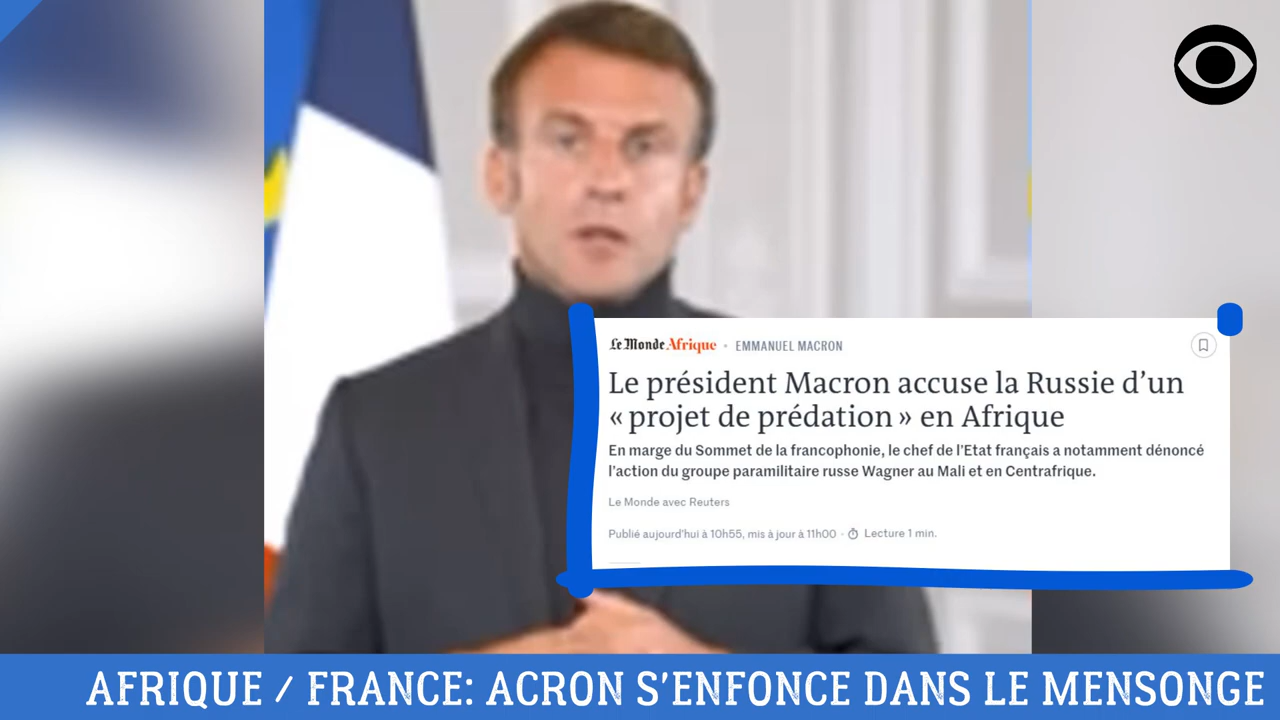 Le Monde Afrique • EMMANUEL MACRON
Le président Macron accuse la Russie d’un
« projet de prédation » en Afrique
En marge du Sommet de la francophonie, le chef de l’Etat français a notamment dénoncé
l’action du groupe paramilitaire russe Wagner au Mali et en Centrafrique.
Le Monde avec Reuters
Publié aujourd’hui à 10h55, mis à jour à 11h00 · Lecture 1 min.
AFRIQUE / FRANCE: ACRON S'ENFONCE DANS LE MENSONGE